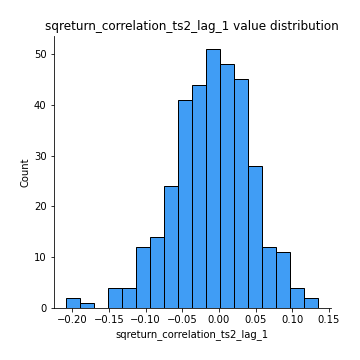 sqreturn_correlation_ts2_lag_1 value distribution
50
40
30
20
10
0
Count
−0.20 −0.15 −0.10 −0.05 0.00 0.05 0.10 0.15
sqreturn_correlation_ts2_lag_1